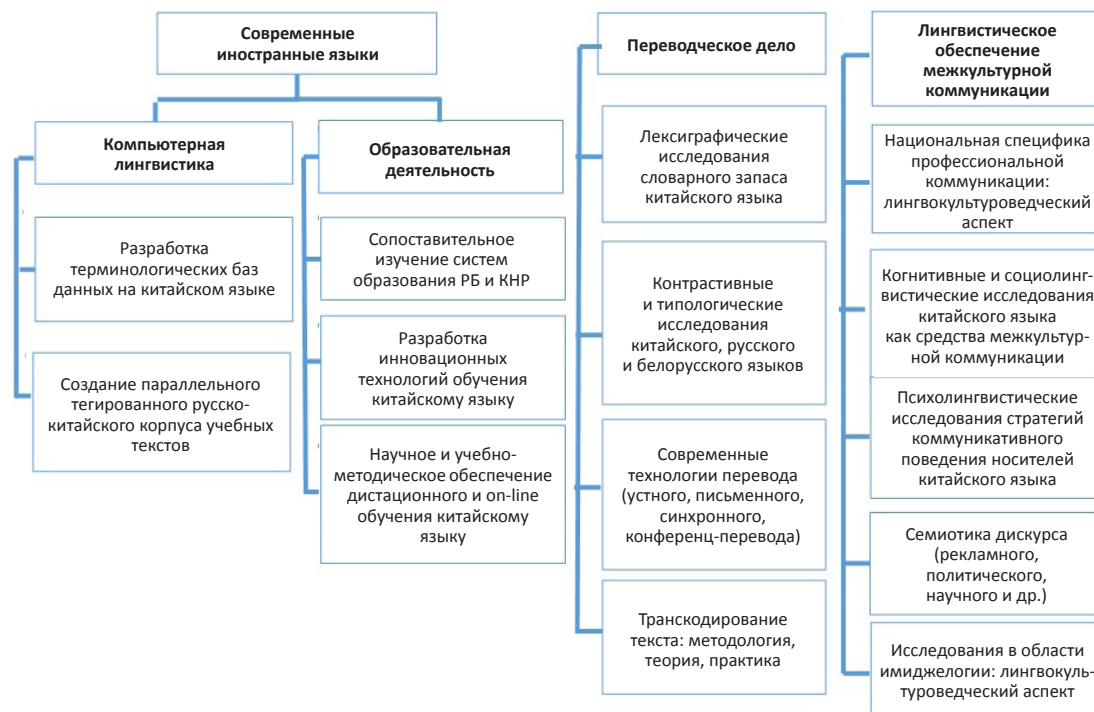 Современные
иностранные языки
Компьютерная
лингвистика
Разработка
терминологических баз
данных на китайском языке
Создание параллельного
тегированного русско-
китайского корпуса учебных
текстов
Образовательная
деятельность
Сопоставительное
изучение систем
образования РБ и КНР
Разработка
инновационных
технологий обучения
китайскому языку
Научное и учебно-
методическое обеспечение
дистационного и on-line
обучения китайскому
языку
Переводческое дело
Лексиграфические
исследования
словарного запаса
китайского языка
Контрастивные
и типологические
исследования
китайского, русского
и белорусского языков
Современные
технологии перевода
(устного, письменного,
синхронного,
конференц-перевода)
Транскодирование
текста: методология,
теория, практика
Лингвистическое
обеспечение
межкультурной
коммуникации
Национальная специфика
профессиональной
коммуникации:
лингвокультуроведческий
аспект
Когнитивные и социолинг-
вистические исследования
китайского языка
как средства межкультур-
ной коммуникации
Психолингвистические
исследования стратегий
коммуникативного
поведения носителей
китайского языка
Семиотика дискурса
(рекламного,
политического,
научного и др.)
Исследования в области
имиджелогии: лингвокуль-
туроведческий аспект